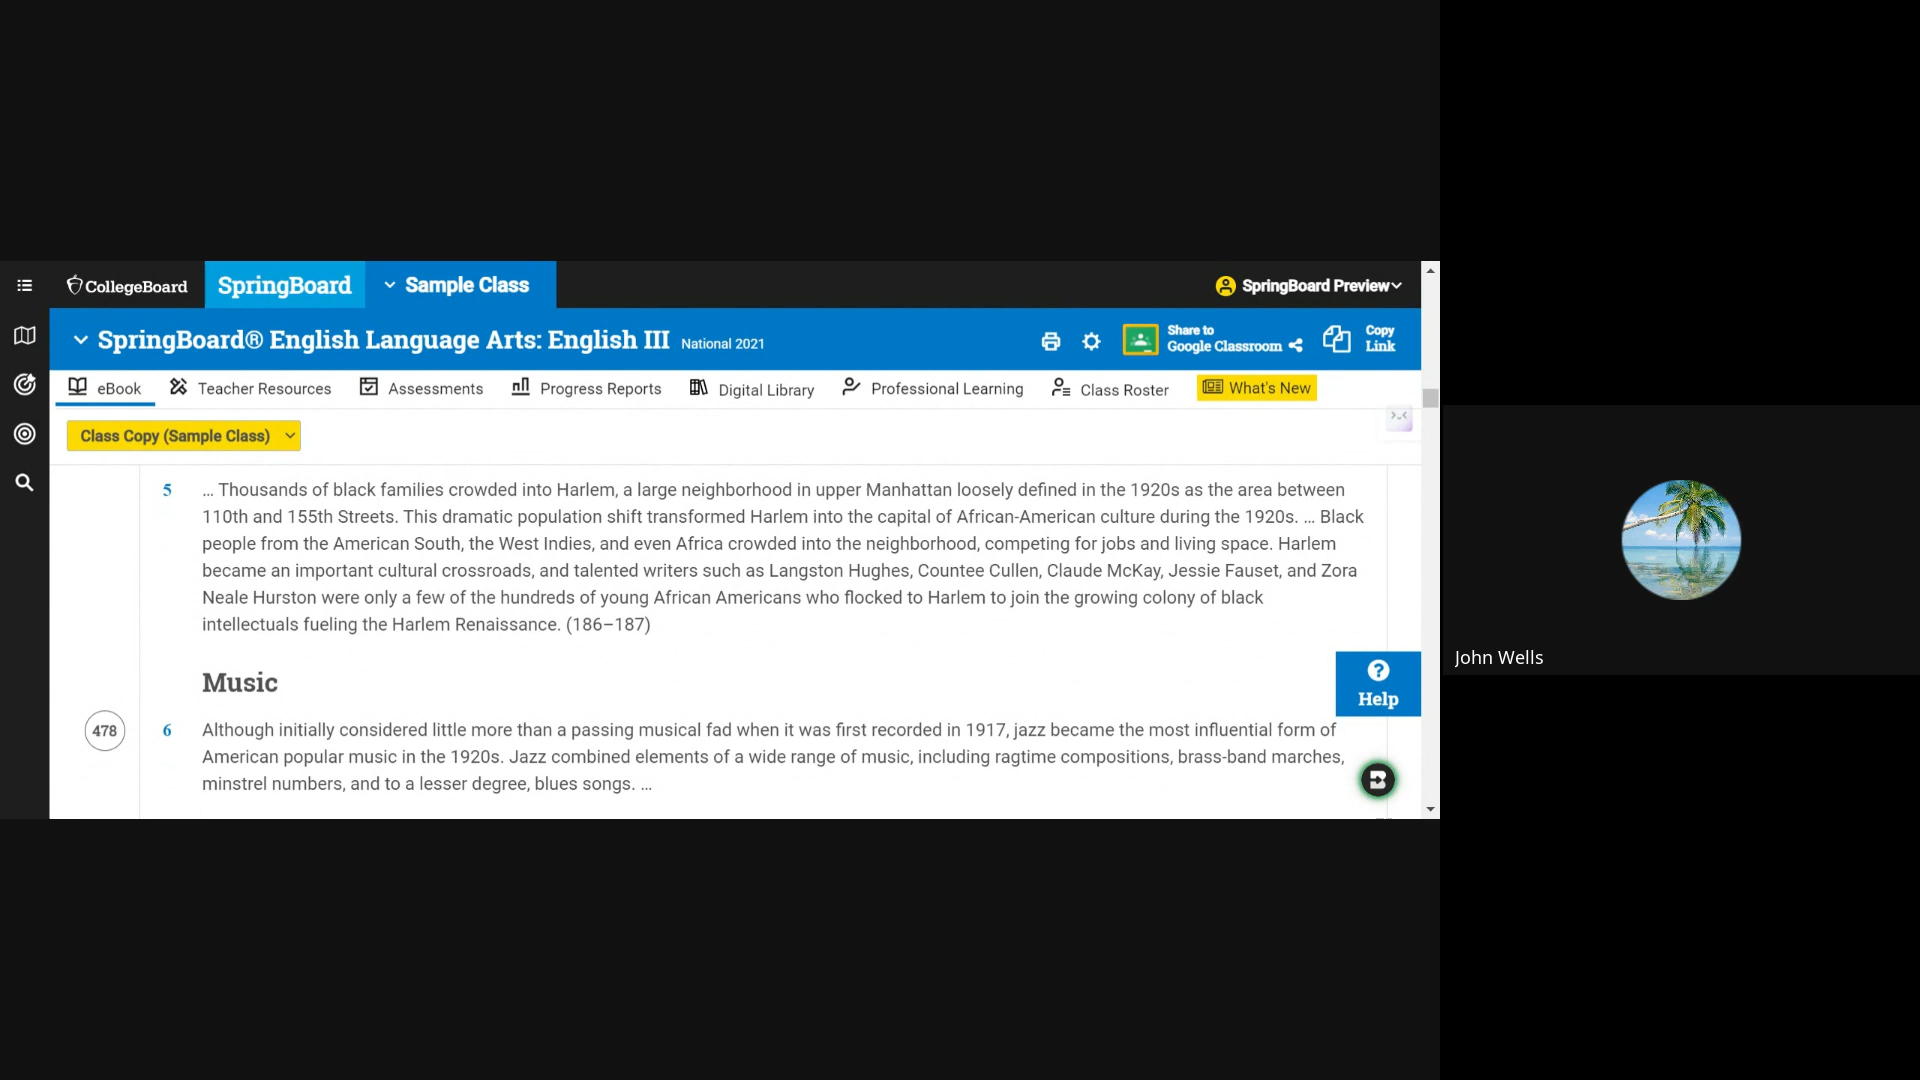 CollegeBoard
SpringBoard
Sample Class
SpringBoard Preview
SpringBoard® English Language Arts: English III National 2021
Share to
Google Classroom
Copy
Link
eBook
Teacher Resources
Assessments
Progress Reports
Digital Library
Professional Learning
Class Roster
What's New
Class Copy (Sample Class)
5
... Thousands of black families crowded into Harlem, a large neighborhood in upper Manhattan loosely defined in the 1920s as the area between
110th and 155th Streets. This dramatic population shift transformed Harlem into the capital of African-American culture during the 1920s. ... Black
people from the American South, the West Indies, and even Africa crowded into the neighborhood, competing for jobs and living space. Harlem
became an important cultural crossroads, and talented writers such as Langston Hughes, Countee Cullen, Claude McKay, Jessie Fauset, and Zora
Neale Hurston were only a few of the hundreds of young African Americans who flocked to Harlem to join the growing colony of black
intellectuals fueling the Harlem Renaissance. (186–187)
Music
Help
478
6
Although initially considered little more than a passing musical fad when it was first recorded in 1917, jazz became the most influential form of
American popular music in the 1920s. Jazz combined elements of a wide range of music, including ragtime compositions, brass-band marches,
minstrel numbers, and to a lesser degree, blues songs. ...
John Wells